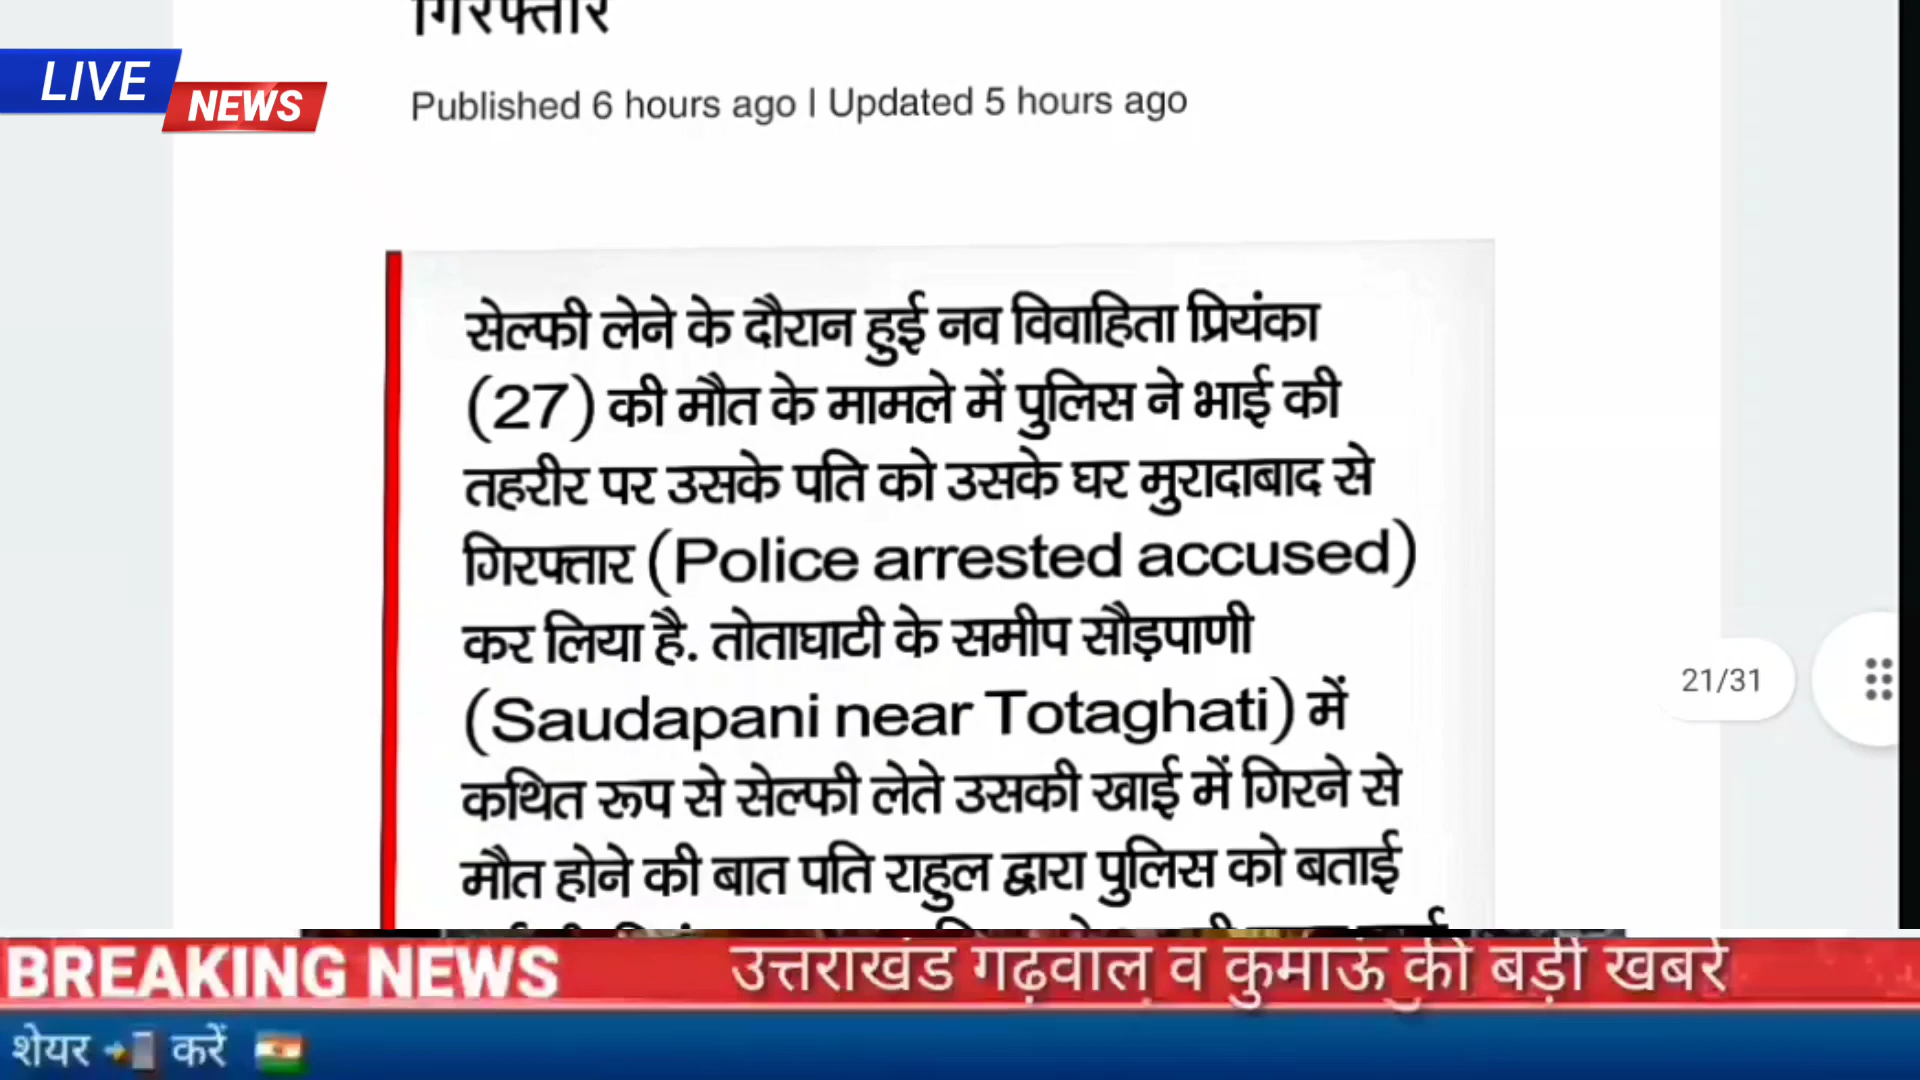 गिरफ्तार
LIVE
NEWS
Published 6 hours ago | Updated 5 hours ago
सेल्फी लेने के दौरान हुई नव विवाहिता प्रियंका
(27) की मौत के मामले में पुलिस ने भाई की
तहरीर पर उसके पति को उसके घर मुरादाबाद से
गिरफ्तार (Police arrested accused)
कर लिया है. तोताघाटी के समीप सौड़पाणी
(Saudapani near Totaghati) में
कथित रूप से सेल्फी लेते उसकी खाई में गिरने से
मौत होने की बात पति राहुल द्वारा पुलिस को बताई
21/31
BREAKING NEWS
उत्तराखंड गढ़वाल व कुमाऊं की बड़ी खबरें
शेयर करें